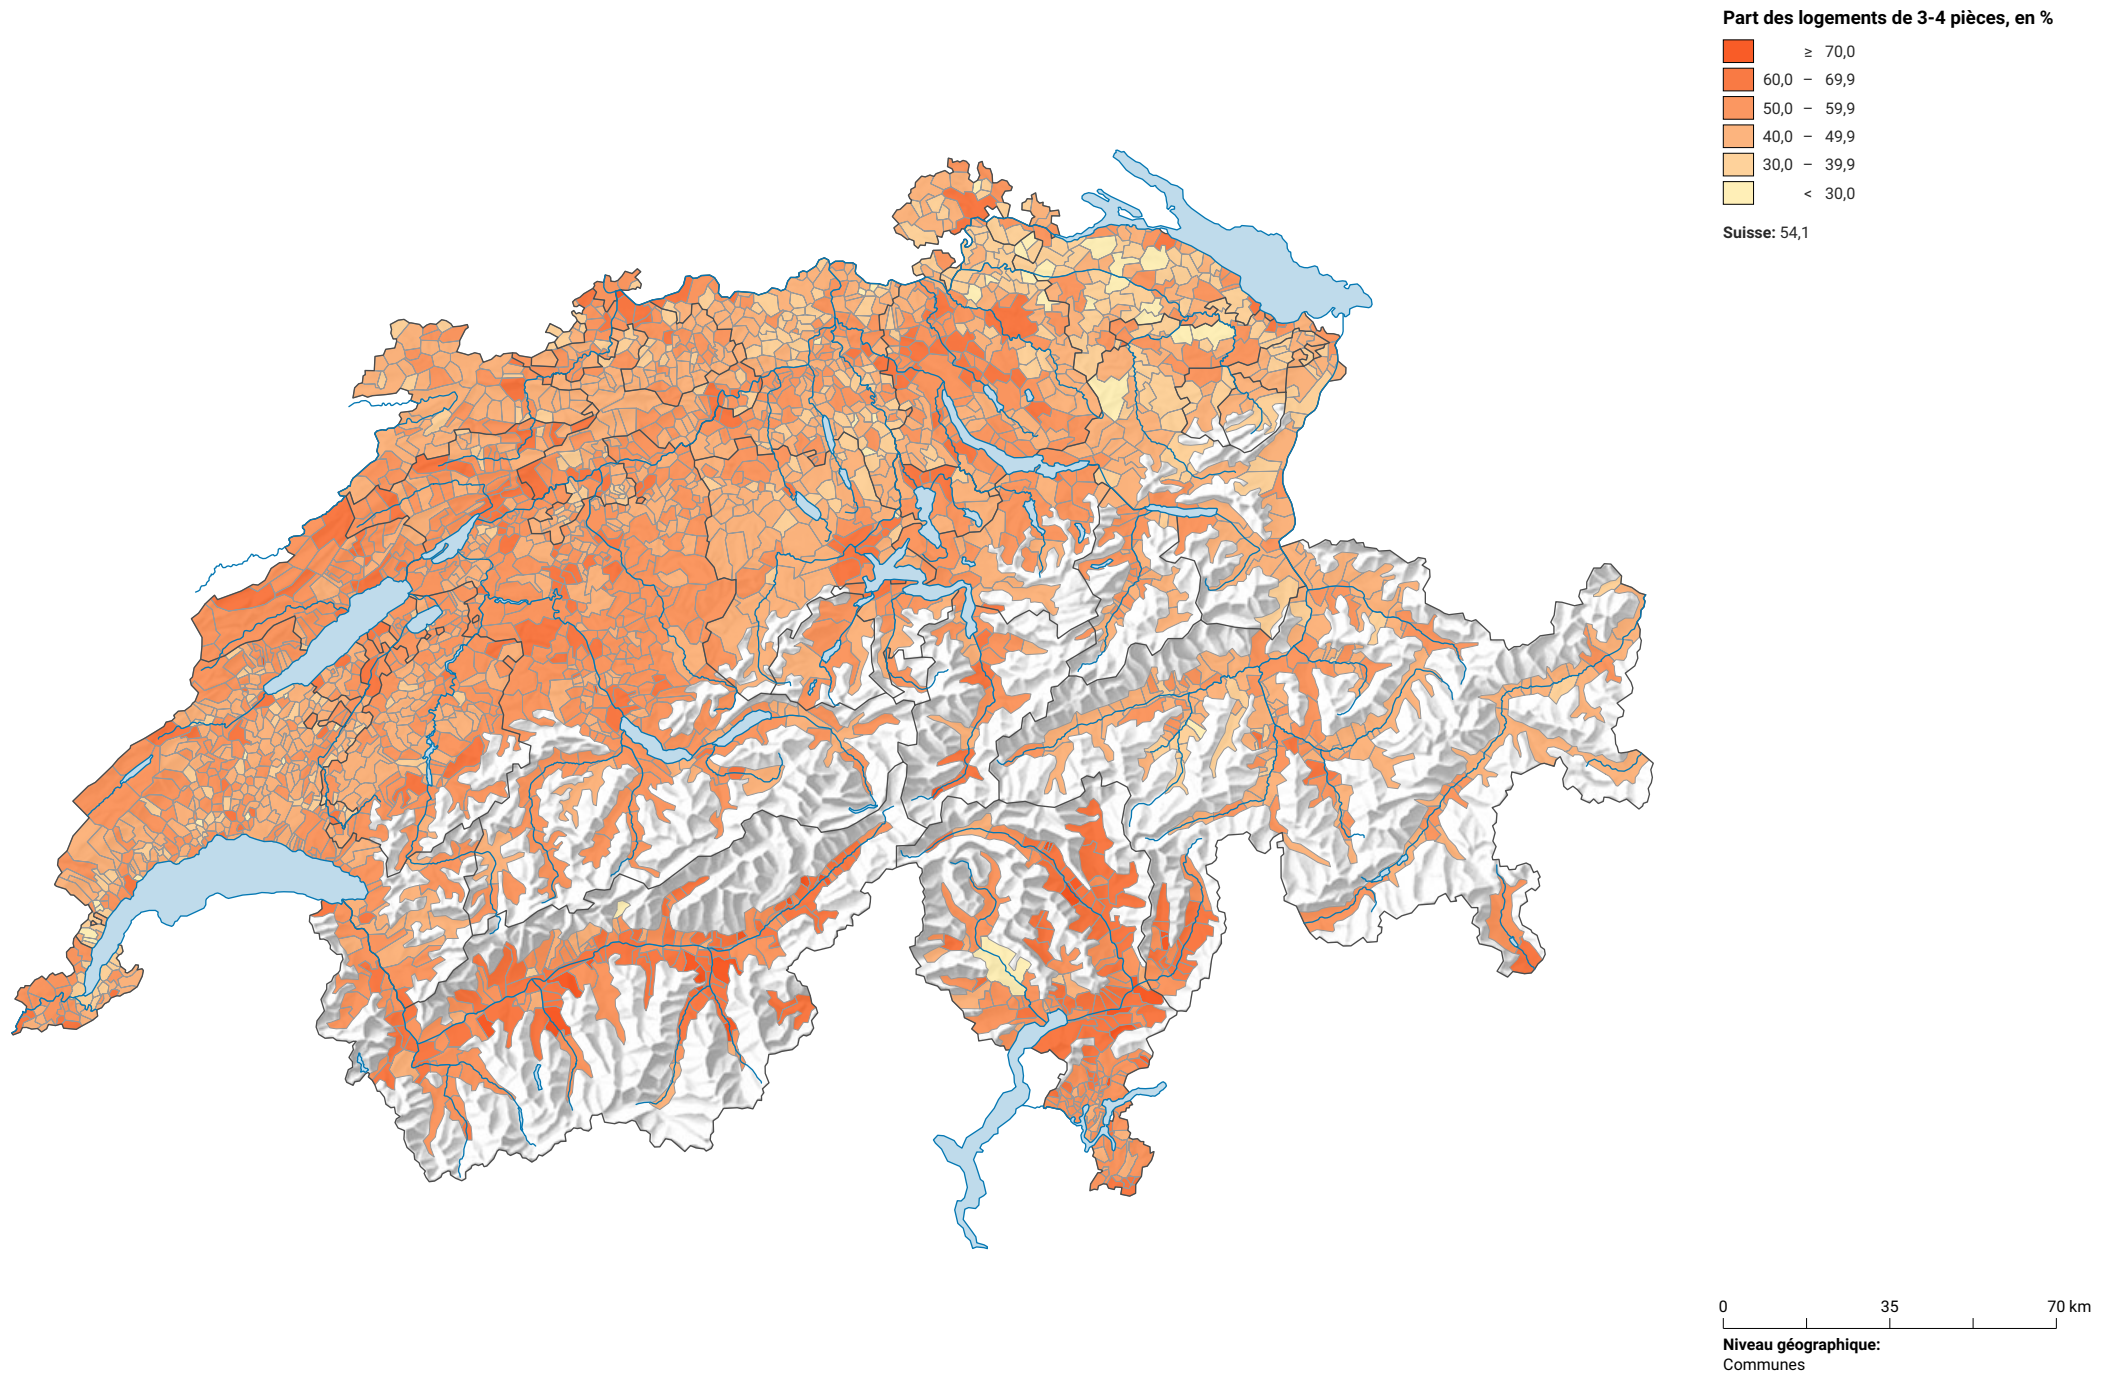 Part des logements de 3-4 pièces, en %
≥ 70,0
60,0 – 69,9
50,0 – 59,9
40,0 – 49,9
30,0 – 39,9
< 30,0
Suisse: 54,1
0 35 70 km
Niveau géographique:
Communes